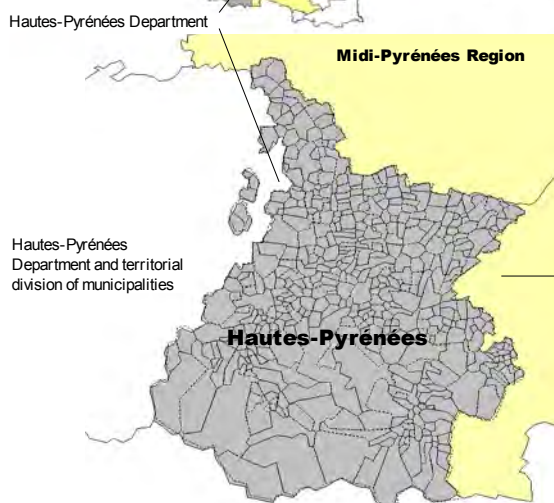 Hautes-Pyrénées Department
Midi-Pyrénées Region
Hautes-Pyrénées
Department and territorial
division of municipalities
Hautes-Pyrénées